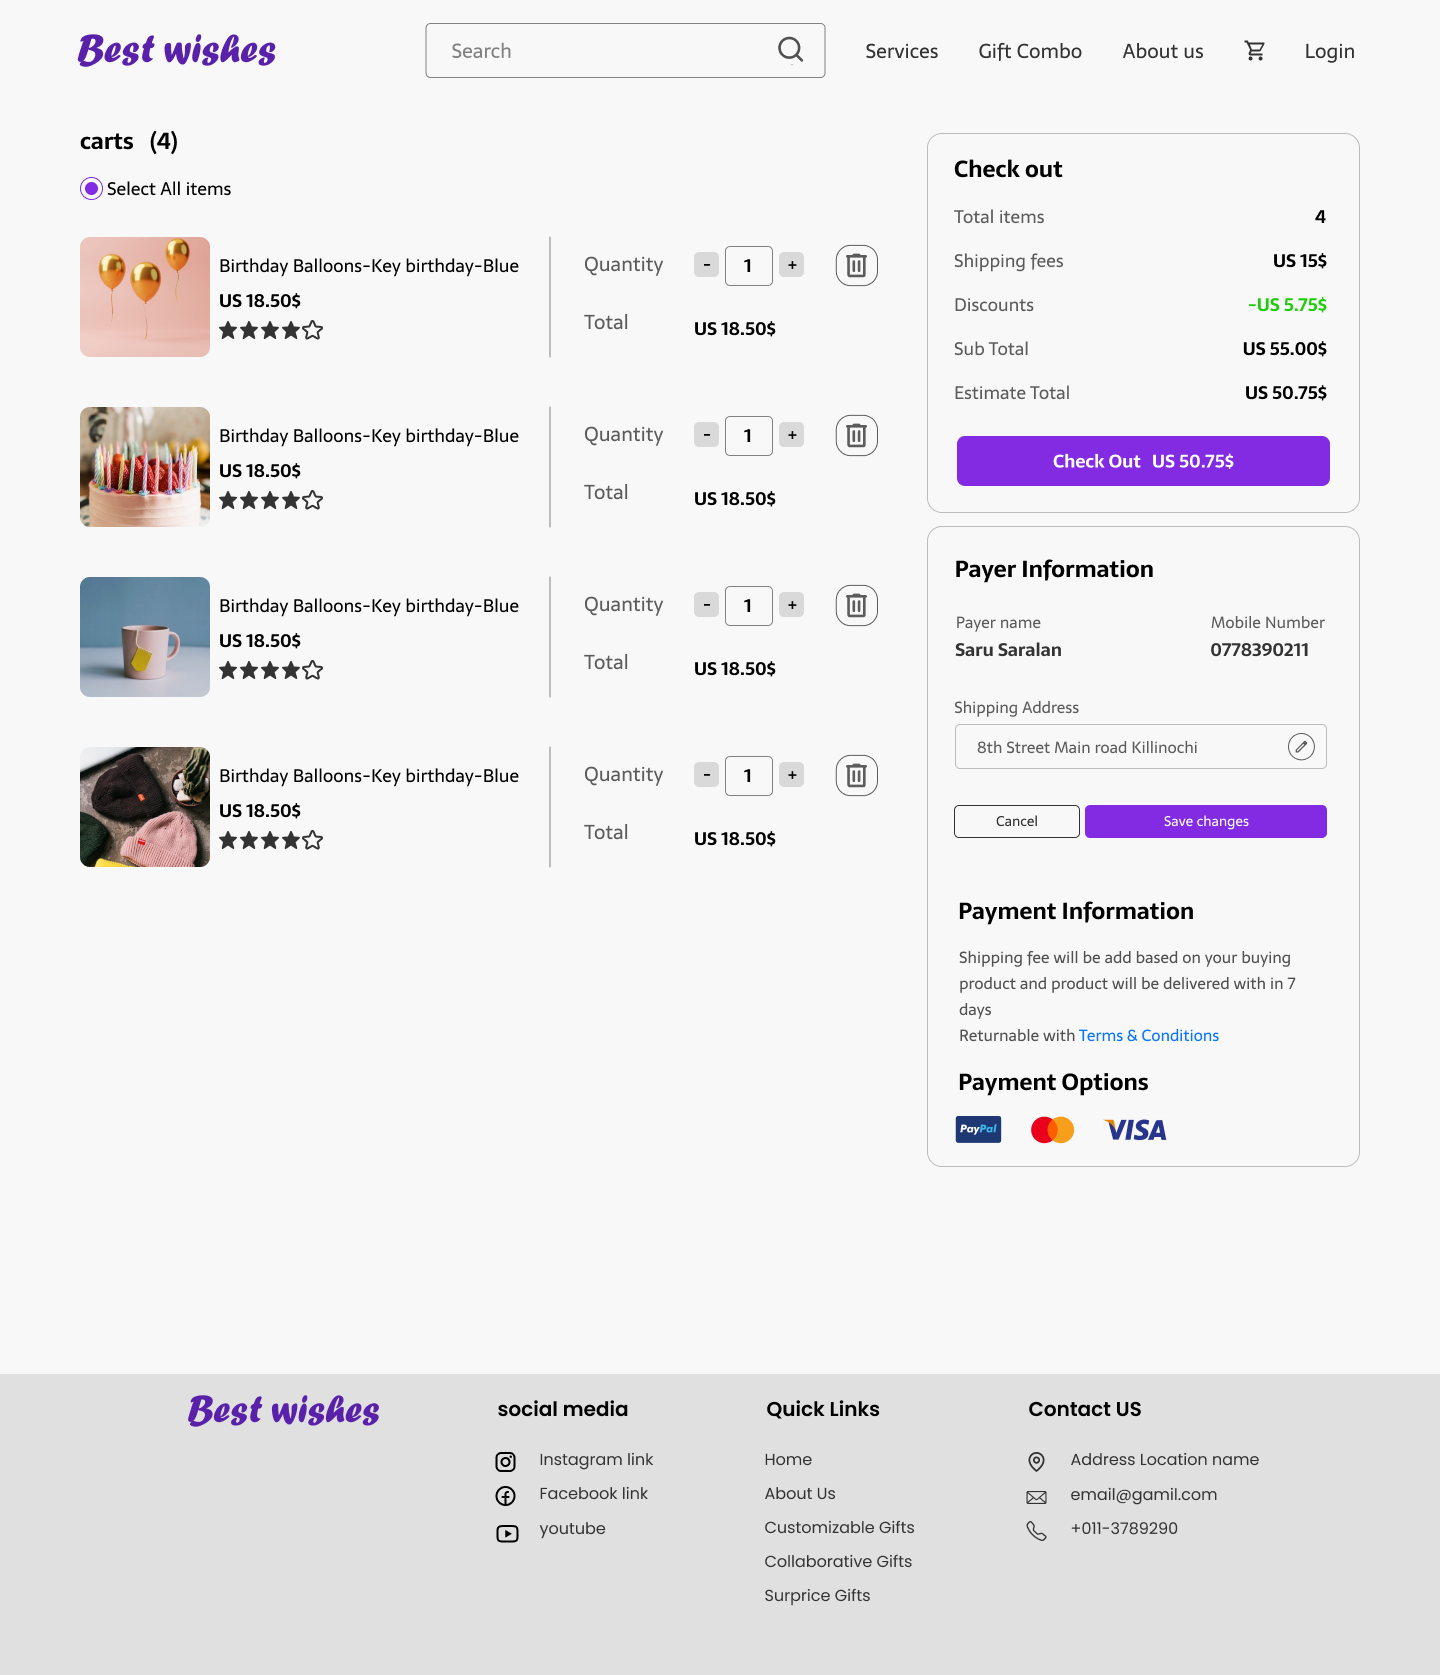 Best wishes
Search
Services
Gift Combo
About us
Login
carts (4)
Select All items
Birthday Balloons-Key birthday-Blue
US 18.50$
Quantity
- 1 +
Total
US 18.50$
Birthday Balloons-Key birthday-Blue
US 18.50$
Quantity
- 1 +
Total
US 18.50$
Birthday Balloons-Key birthday-Blue
US 18.50$
Quantity
- 1 +
Total
US 18.50$
Birthday Balloons-Key birthday-Blue
US 18.50$
Quantity
- 1 +
Total
US 18.50$
Check out
Total items 4
Shipping fees US 15$
Discounts -US 5.75$
Sub Total US 55.00$
Estimate Total US 50.75$
Check Out US 50.75$
Payer Information
Payer name
Saru Saralan
Mobile Number
0778390211
Shipping Address
8th Street Main road Killinochi
Cancel
Save changes
Payment Information
Shipping fee will be add based on your buying
product and product will be delivered with in 7
days
Returnable with Terms & Conditions
Payment Options
PayPal
VISA
Best wishes
social media
Instagram link
Facebook link
youtube
Quick Links
Home
About Us
Customizable Gifts
Collaborative Gifts
Surprice Gifts
Contact US
Address Location name
email@gamil.com
+011-3789290